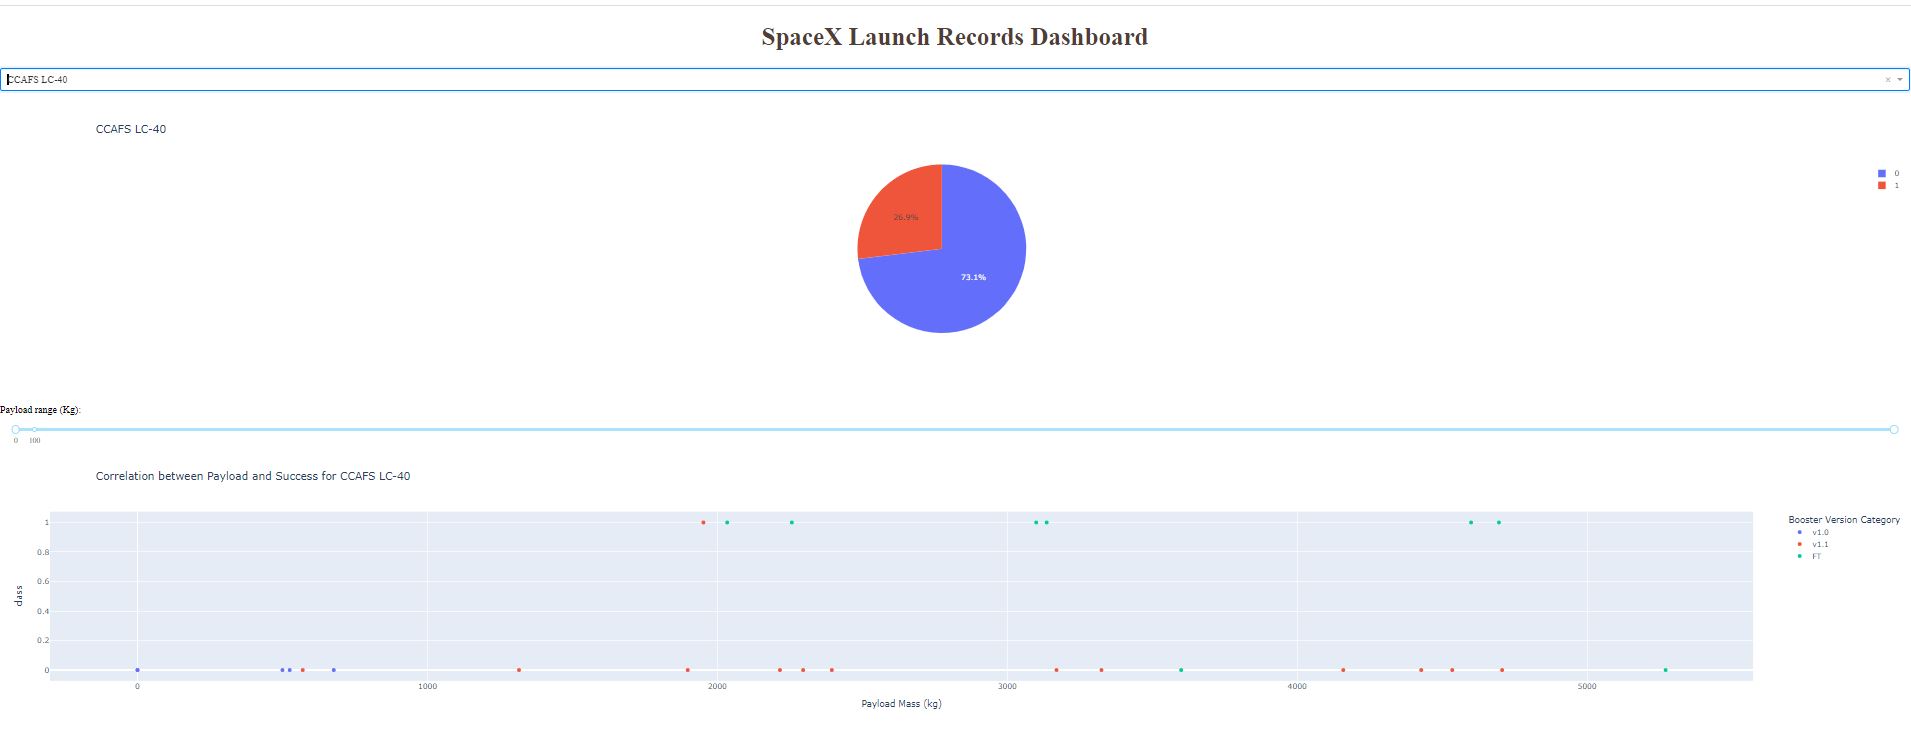 SpaceX Launch Records Dashboard
CCAFS LC-40
× 
CCAFS LC-40
0
1
26.9%
73.1%
Payload range (Kg):
0 100
Correlation between Payload and Success for CCAFS LC-40
Booster Version Category
v1.0
v1.1
FT
class
1
0.8
0.6
0.4
0.2
0
0 1000 2000 3000 4000 5000
Payload Mass (kg)